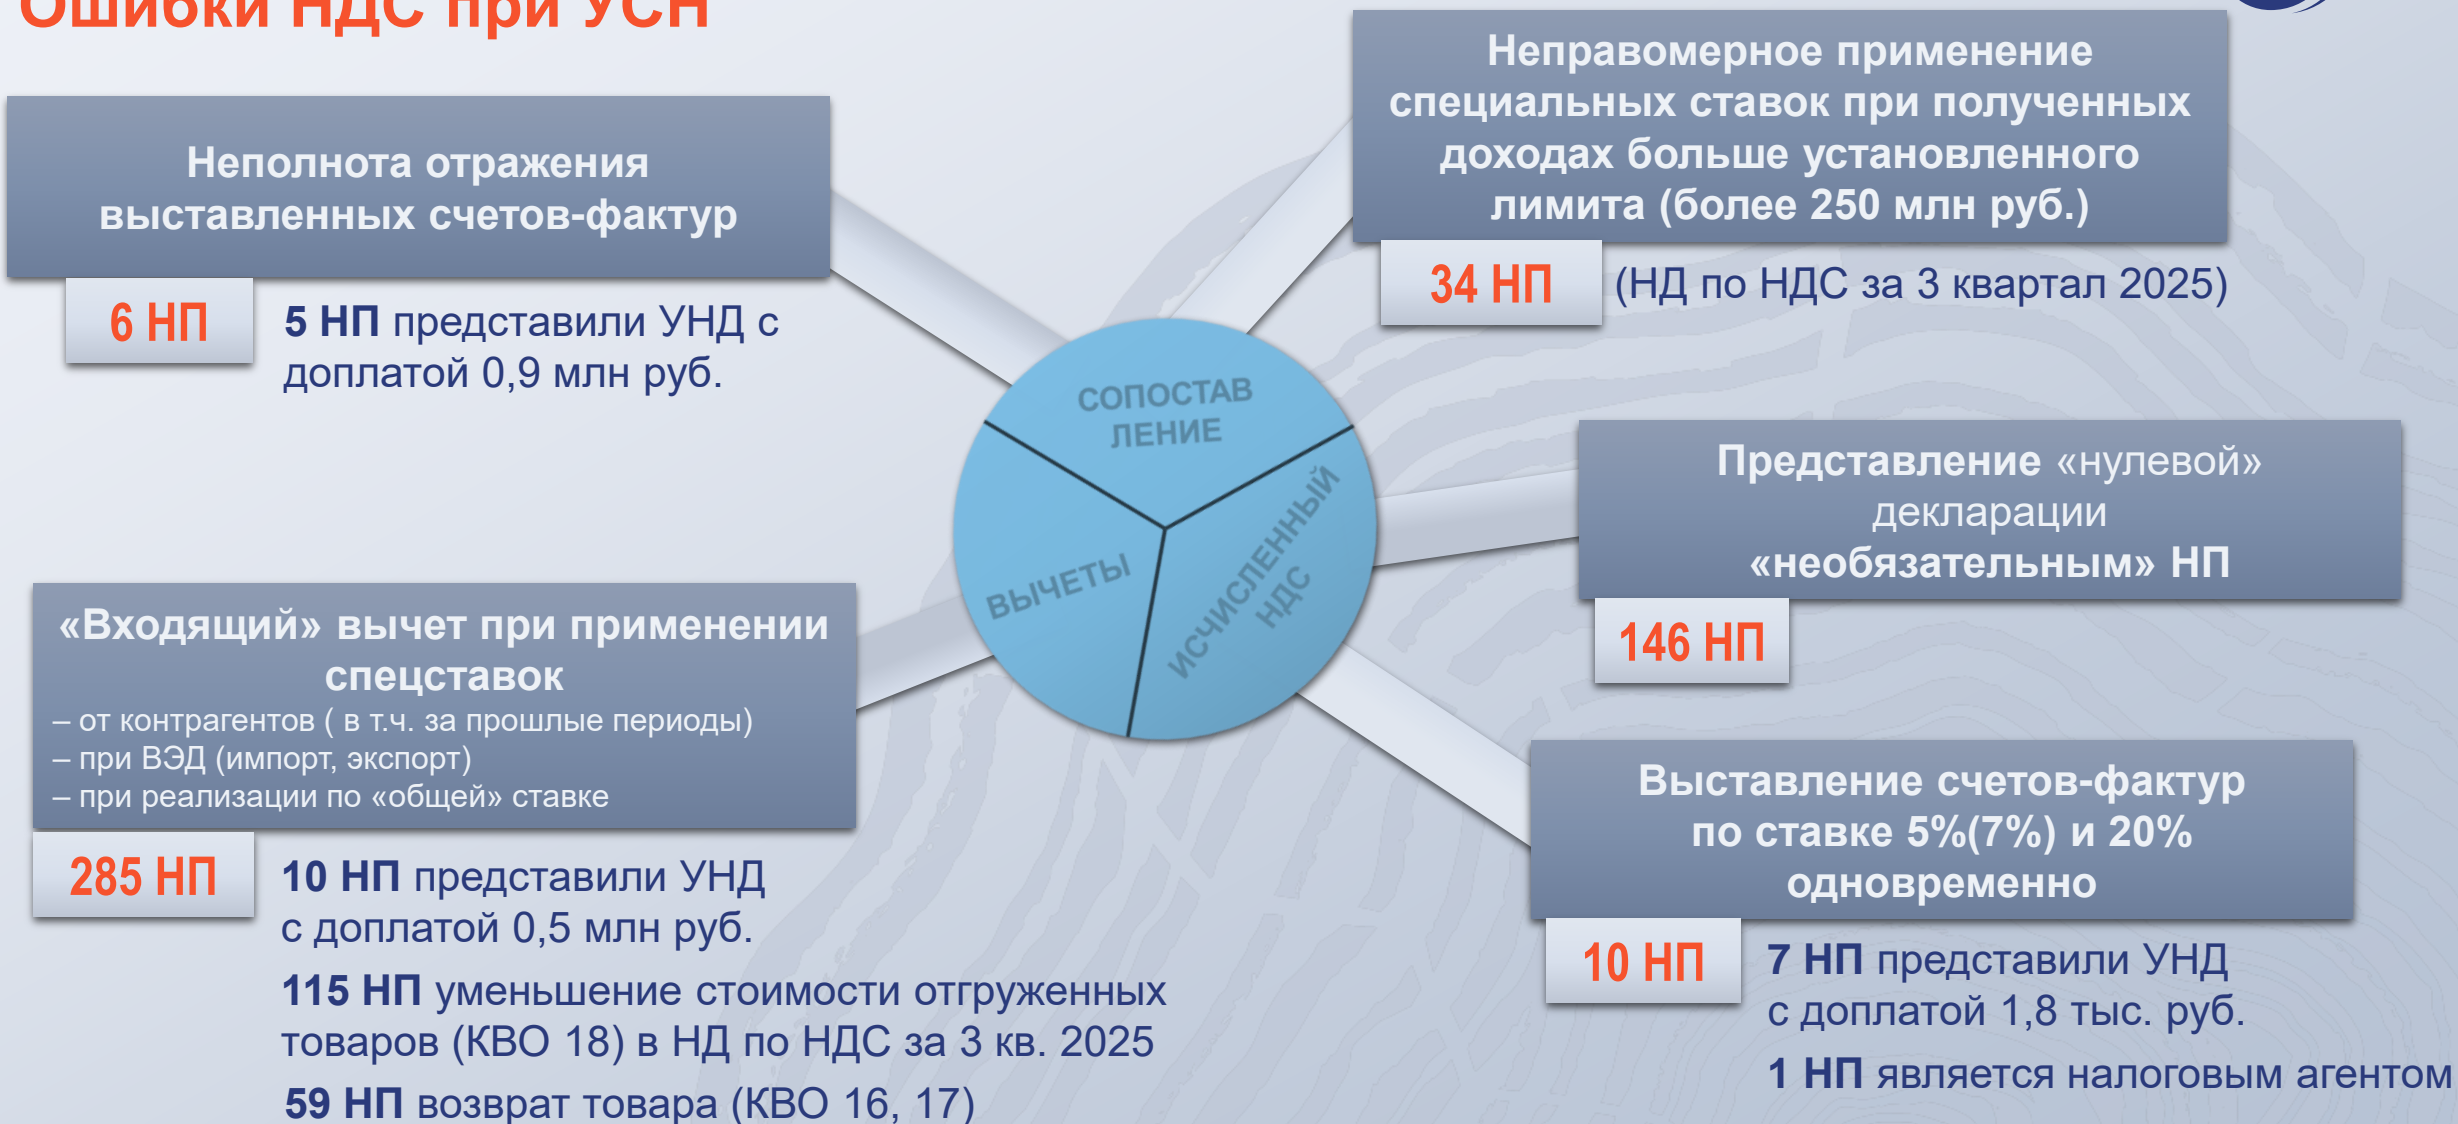 Ошибки НДС при УСН
Неполнота отражения
выставленных счетов-фактур
6 НП
5 НП представили УНД с
доплатой 0,9 млн руб.
«Входящий» вычет при применении
спецставок
– от контрагентов ( в т.ч. за прошлые периоды)
– при ВЭД (импорт, экспорт)
– при реализации по «общей» ставке
285 НП
10 НП представили УНД
с доплатой 0,5 млн руб.
115 НП уменьшение стоимости отгруженных
товаров (КВО 18) в НД по НДС за 3 кв. 2025
59 НП возврат товара (КВО 16, 17)
СОПОСТАВ
ЛЕНИЕ
ВЫЧЕТЫ
ИСЧИСЛЕННЫЙ
НДС
Неправомерное применение
специальных ставок при полученных
доходах больше установленного
лимита (более 250 млн руб.)
34 НП
(НД по НДС за 3 квартал 2025)
Представление «нулевой»
декларации
«необязательным» НП
146 НП
Выставление счетов-фактур
по ставке 5%(7%) и 20%
одновременно
10 НП
7 НП представили УНД
с доплатой 1,8 тыс. руб.
1 НП является налоговым агентом